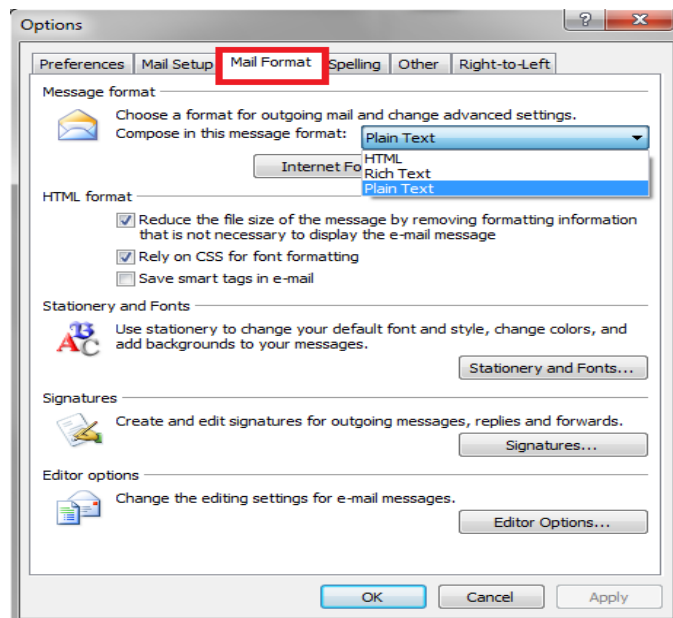 Options
?
Preferences Mail Setup Mail Format Spelling Other Right-to-Left
Message format
Choose a format for outgoing mail and change advanced settings.
Compose in this message format: Plain Text
HTML
Internet Fo
Rich Text
Plain Text
HTML format
Reduce the file size of the message by removing formatting information
that is not necessary to display the e-mail message
Rely on CSS for font formatting
Save smart tags in e-mail
Stationery and Fonts
Use stationery to change your default font and style, change colors, and
add backgrounds to your messages.
Stationery and Fonts...
Signatures
Create and edit signatures for outgoing messages, replies and forwards.
Signatures...
Editor options
Change the editing settings for e-mail messages.
Editor Options...
OK Cancel Apply